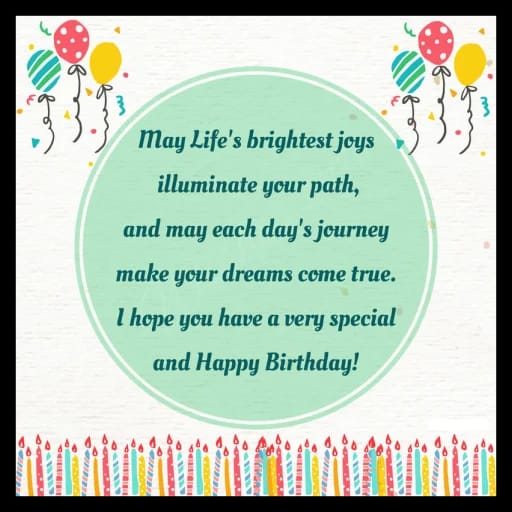 May Life's brightest joys
illuminate your path,
and may each day's journey
make your dreams come true.
I hope you have a very special
and Happy Birthday!